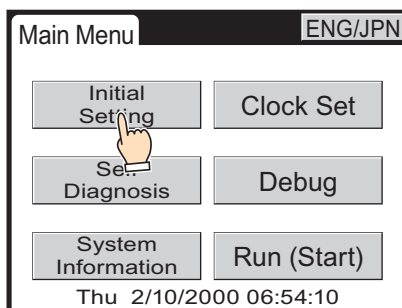 Main Menu
ENG/JPN
Initial
Setting
Clock Set
Self
Diagnosis
Debug
System
Information
Run (Start)
Thu 2/10/2000 06:54:10